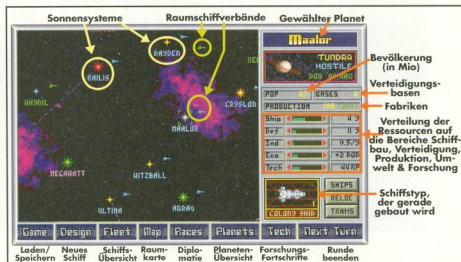 Sonnensysteme
Raumschiffverbände
Gewählter Planet
Maalor
RAYDEN
KAILIS
TUNDRA
HOSTILE
Bevölkerung
(in Mio)
WHYNIL
CRYSLON
POP
BASES
Verteidigungs-
basen
PRODUCTION
Fabriken
MAALOR
Ship
Def
Ind
Eco
Tech
Verteilung der
Ressourcen auf
die Bereiche Schiff-
bau, Verteidigung,
Produktion, Um-
welt & Forschung
MEGWATT
WITZBALL
ULTIMA
ADRAO
SHIPS
RELOC
TRANS
COLONY SHIP
Schiffstyp,
der gerade
gebaut wird
Game Design Fleet Map Races Planets Tech Next Turn
Laden/
Speichern
Neues
Schiff
Schiffs-
Übersicht
Raum-
karte
Diplo-
matie
Planeten-
Übersicht
Forschungs-
Fortschritte
Runde
beenden